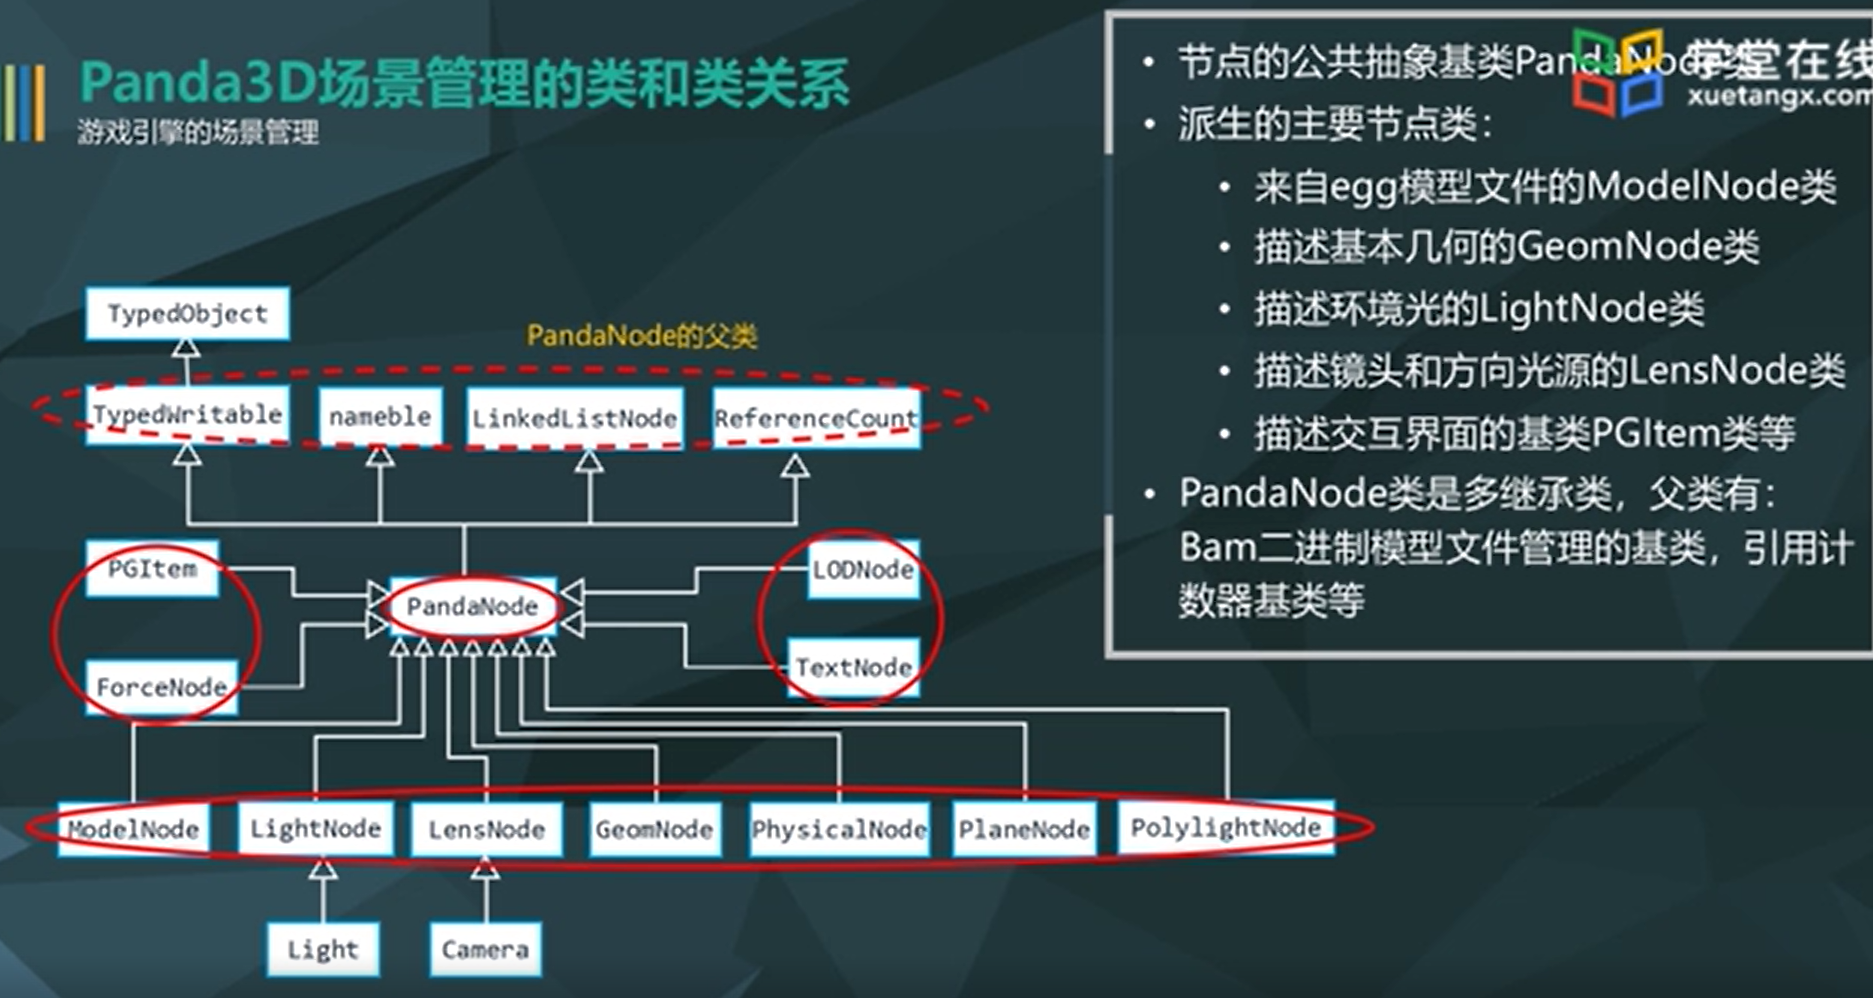 Panda3D场景管理的类和类关系
游戏引擎的场景管理
学堂在线
xuetangx.com
节点的公共抽象基类PandaNode类
派生的主要节点类：
来自egg模型文件的ModelNode类
描述基本几何的GeomNode类
描述环境光的LightNode类
描述镜头和方向光源的LensNode类
描述交互界面的基类PGItem类等
PandaNode类是多继承类，父类有：
Bam二进制模型文件管理的基类，引用计
数器基类等
TypedObject
PandaNode的父类
TypedWritable
nameble
LinkedListNode
ReferenceCount
PGItem
LODNode
PandaNode
ForceNode
TextNode
ModelNode
LightNode
LensNode
GeomNode
PhysicalNode
PlaneNode
PolylightNode
Light
Camera